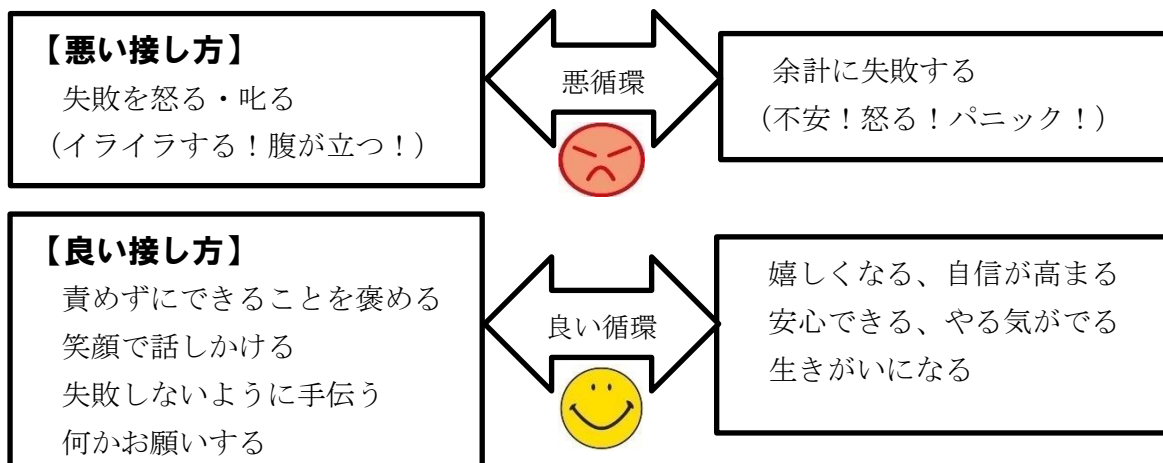 【悪い接し方】
失敗を怒る・叱る
（イライラする！腹が立つ！）
悪循環
余計に失敗する
（不安！怒る！パニック！）
【良い接し方】
責めずにできることを褒める
笑顔で話しかける
失敗しないように手伝う
何かお願いする
良い循環
嬉しくなる、自信が高まる
安心できる、やる気がでる
生きがいになる